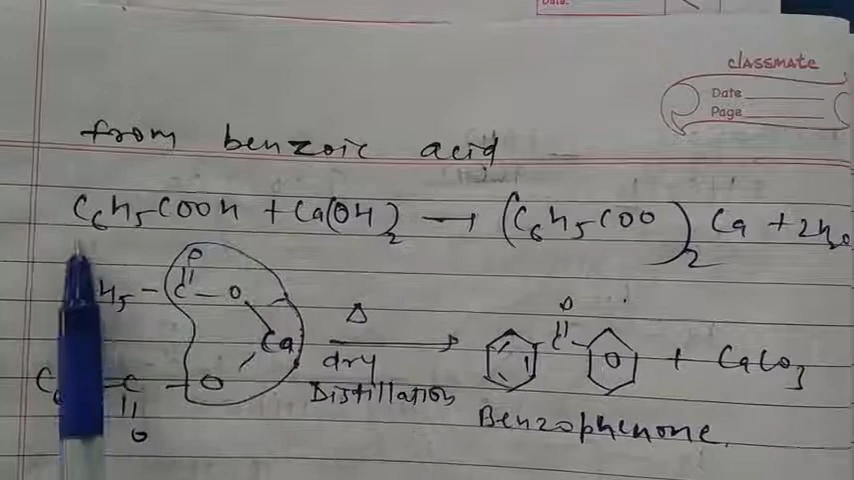 Date:
classmate
Date
Page
from benzoic acid
C6H5COOH + Ca(OH)2 → (C6H5COO)2 Ca + 2H2O
H5 - C - O
O
Ca
Δ
dry
Distillation
O
C
+ CaCO3
C - O
O
Benzophenone.